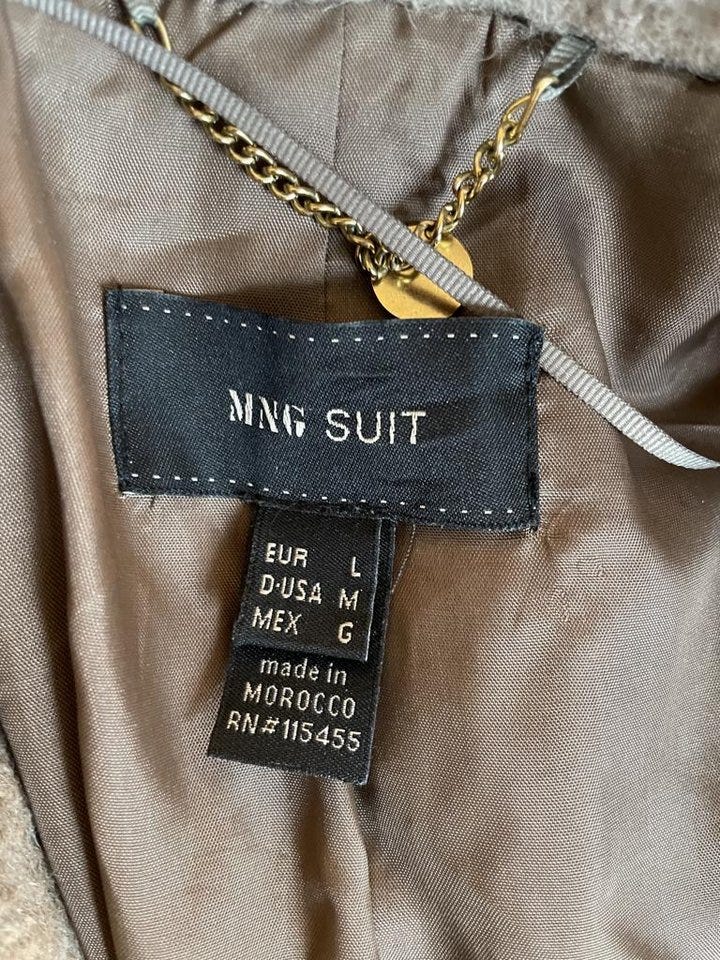 MNG SUIT
EUR L
D·USA M
MEX G
made in
MOROCCO
RN#115455